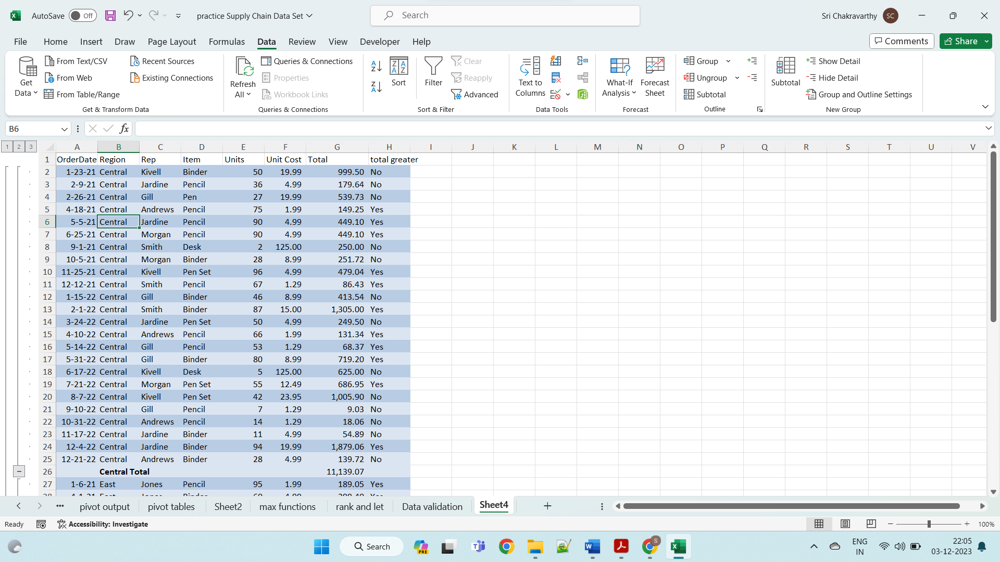 AutoSave Off practice Supply Chain Data Set Search Sri Chakravarthy SC
File Home Insert Draw Page Layout Formulas Data Review View Developer Help Comments Share
Get Data From Text/CSV From Web From Table/Range Recent Sources Existing Connections
Get & Transform Data
Refresh All Queries & Connections Properties Workbook Links
Queries & Connections
Sort Filter Clear Reapply Advanced
Sort & Filter
Text to Columns
Data Tools
What-If Analysis Forecast Sheet
Forecast
Group Ungroup Subtotal
Outline
Subtotal Show Detail Hide Detail Group and Outline Settings
New Group
B6 fx
1 2 3 A B C D E F G H I J K L M N O P Q R S T U V
1 OrderDate Region Rep Item Units Unit Cost Total total greater
2 1-23-21 Central Kivell Binder 50 19.99 999.50 No
3 2-9-21 Central Jardine Pencil 36 4.99 179.64 No
4 2-26-21 Central Gill Pen 27 19.99 539.73 No
5 4-18-21 Central Andrews Pencil 75 1.99 149.25 Yes
6 5-5-21 Central Jardine Pencil 90 4.99 449.10 Yes
7 6-25-21 Central Morgan Pencil 90 4.99 449.10 Yes
8 9-1-21 Central Smith Desk 2 125.00 250.00 No
9 10-5-21 Central Morgan Binder 28 8.99 251.72 No
10 11-25-21 Central Kivell Pen Set 96 4.99 479.04 Yes
11 12-12-21 Central Smith Pencil 67 1.29 86.43 Yes
12 1-15-22 Central Gill Binder 46 8.99 413.54 No
13 2-1-22 Central Smith Binder 87 15.00 1,305.00 Yes
14 3-24-22 Central Jardine Pen Set 50 4.99 249.50 No
15 4-10-22 Central Andrews Pencil 66 1.99 131.34 Yes
16 5-14-22 Central Gill Pencil 53 1.29 68.37 Yes
17 5-31-22 Central Gill Binder 80 8.99 719.20 Yes
18 6-17-22 Central Kivell Desk 5 125.00 625.00 No
19 7-21-22 Central Morgan Pen Set 55 12.49 686.95 Yes
20 8-7-22 Central Kivell Pen Set 42 23.95 1,005.90 No
21 9-10-22 Central Gill Pencil 7 1.29 9.03 No
22 10-31-22 Central Andrews Pencil 14 1.29 18.06 No
23 11-17-22 Central Jardine Binder 11 4.99 54.89 No
24 12-4-22 Central Jardine Binder 94 19.99 1,879.06 Yes
25 12-21-22 Central Andrews Binder 28 4.99 139.72 No
26 Central Total 11,139.07
27 1-6-21 East Jones Pencil 95 1.99 189.05 Yes
pivot output pivot tables Sheet2 max functions rank and let Data validation Sheet4
Ready Accessibility: Investigate 100%
Search PRE S ENG IN 22:05 03-12-2023